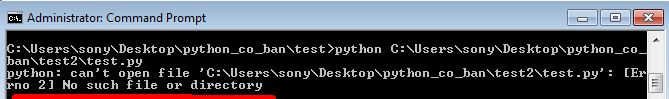 Administrator: Command Prompt
C:\Users\sony\Desktop\python_co_ban\test>python C:\Users\sony\Desktop\python_co_
ban\test2\test.py
python: can't open file 'C:\Users\sony\Desktop\python_co_ban\test2\test.py': [Er
rno 2] No such file or directory